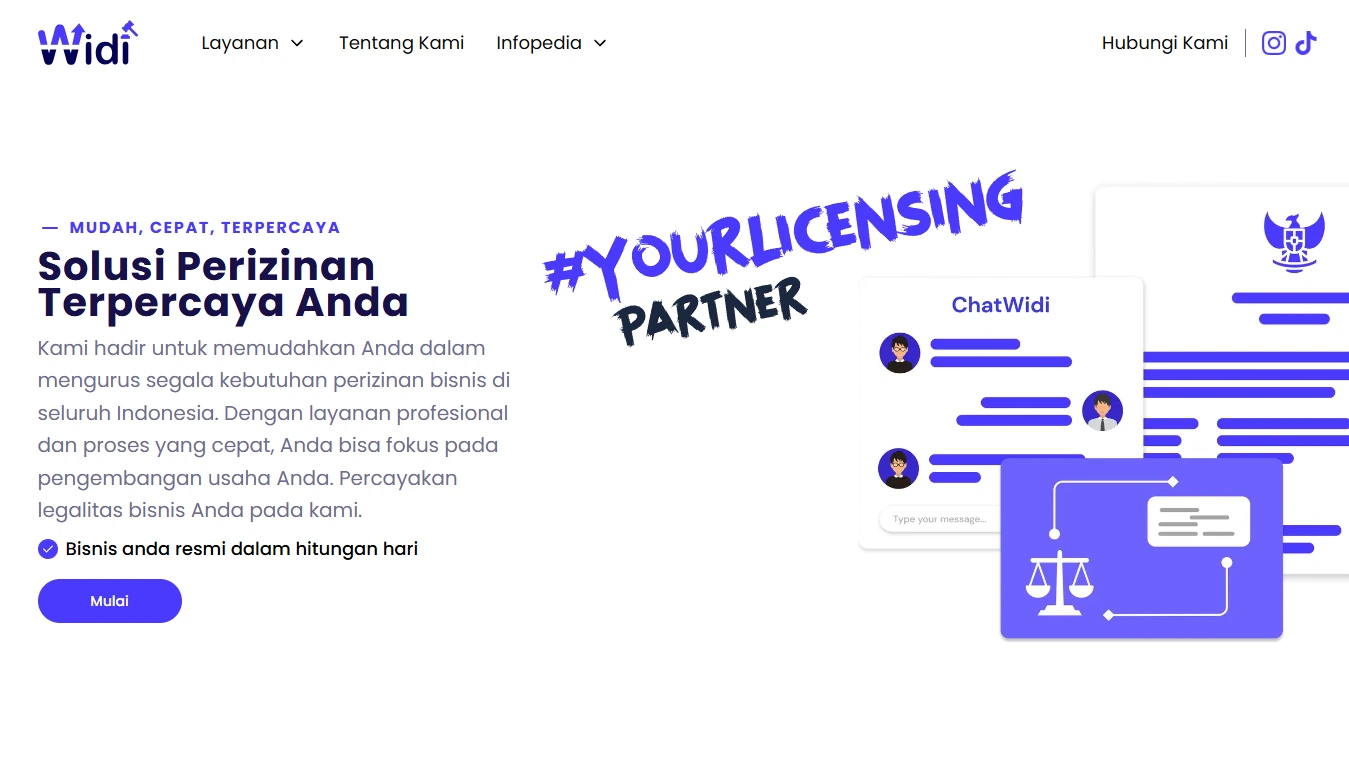 Widi
Layanan
Tentang Kami
Infopedia
Hubungi Kami
— MUDAH, CEPAT, TERPERCAYA
Solusi Perizinan
Terpercaya Anda
Kami hadir untuk memudahkan Anda dalam
mengurus segala kebutuhan perizinan bisnis di
seluruh Indonesia. Dengan layanan profesional
dan proses yang cepat, Anda bisa fokus pada
pengembangan usaha Anda. Percayakan
legalitas bisnis Anda pada kami.
Bisnis anda resmi dalam hitungan hari
Mulai
#YOURLICENSING
PARTNER
ChatWidi
Type your message...